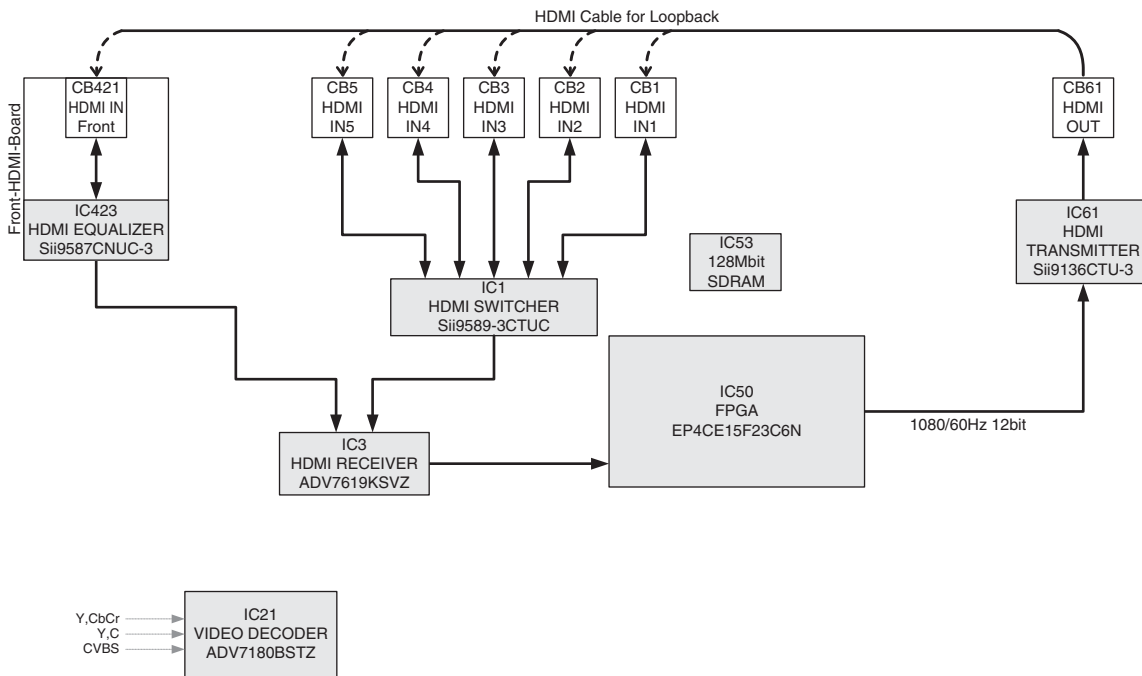 HDMI Cable for Loopback
CB421
HDMI IN
Front
CB5
HDMI
IN5
CB4
HDMI
IN4
CB3
HDMI
IN3
CB2
HDMI
IN2
CB1
HDMI
IN1
CB61
HDMI
OUT
Front-HDMI-Board
IC423
HDMI EQUALIZER
Sii9587CNUC-3
IC53
128Mbit
SDRAM
IC61
HDMI
TRANSMITTER
Sii9136CTU-3
IC1
HDMI SWITCHER
Sii9589-3CTUC
IC50
FPGA
EP4CE15F23C6N
1080/60Hz 12bit
IC3
HDMI RECEIVER
ADV7619KSVZ
Y,CbCr
Y,C
CVBS
IC21
VIDEO DECODER
ADV7180BSTZ